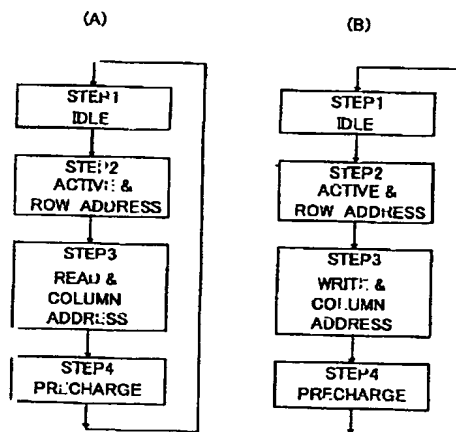 (A)
STEP1
IDLE
STEP2
ACTIVE &
ROW ADDRESS
STEP3
READ &
COLUMN
ADDRESS
STEP4
PRECHARGE
(B)
STEP1
IDLE
STEP2
ACTIVE &
ROW ADDRESS
STEP3
WRITE &
COLUMN
ADDRESS
STEP4
PRECHARGE